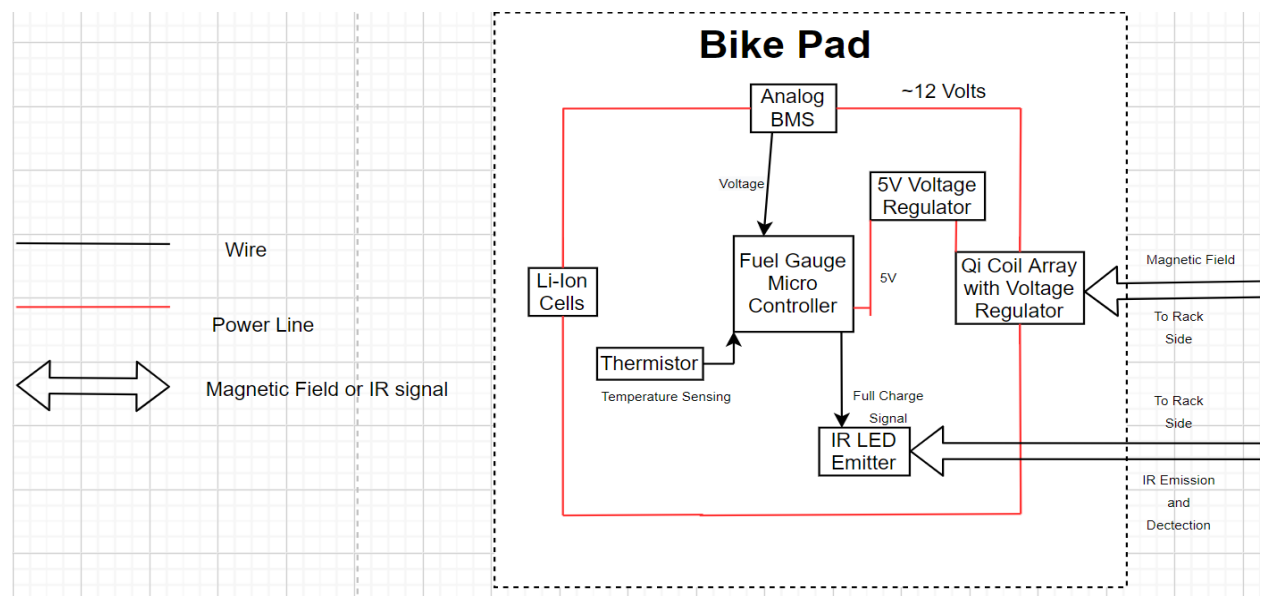 Bike Pad
Analog
BMS
~12 Volts
Voltage
5V Voltage
Regulator
Wire
Fuel Gauge
Micro
Controller
5V
Qi Coil Array
with Voltage
Regulator
Magnetic Field
Li-Ion
Cells
Power Line
To Rack
Side
Thermistor
Temperature Sensing
Magnetic Field or IR signal
Full Charge
Signal
To Rack
Side
IR LED
Emitter
IR Emission
and
Dectection